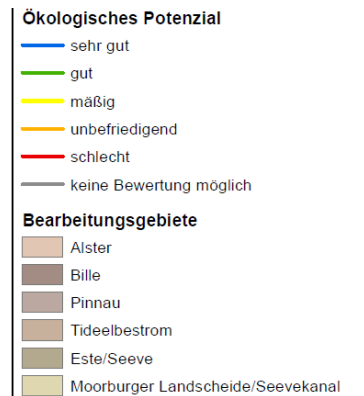 Ökologisches Potenzial
sehr gut
gut
mäßig
unbefriedigend
schlecht
keine Bewertung möglich
Bearbeitungsgebiete
Alster
Bille
Pinnau
Tideelbestrom
Este/Seeve
Moorburger Landscheide/Seevekanal